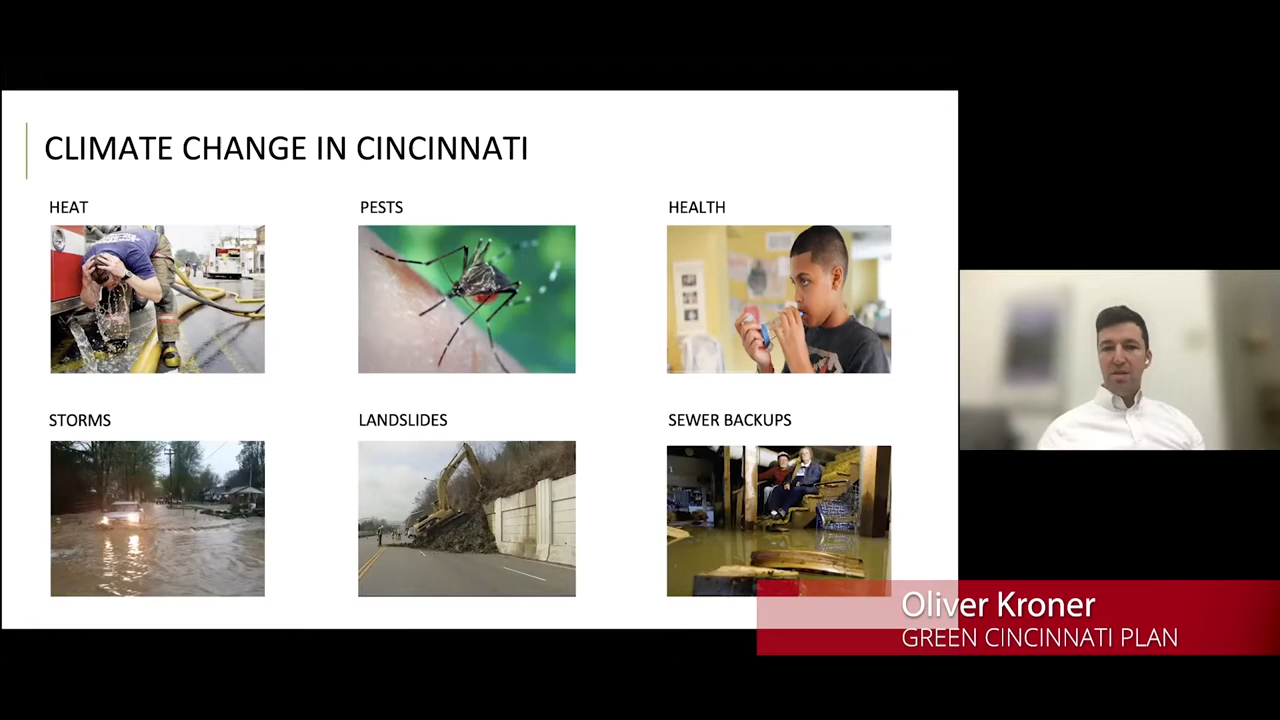 CLIMATE CHANGE IN CINCINNATI
HEAT
PESTS
HEALTH
STORMS
LANDSLIDES
SEWER BACKUPS
Oliver Kroner
GREEN CINCINNATI PLAN